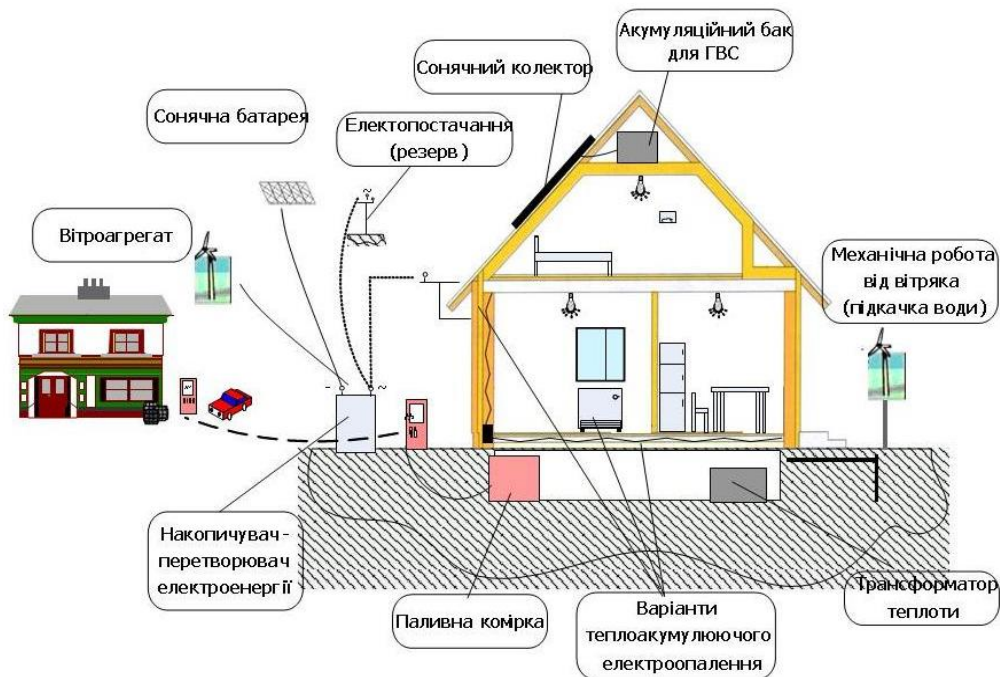 Акумуляційний бак
для ГВС
Сонячний колектор
Сонячна батарея
Електопостачання
(резерв)
Вітроагрегат
Механічна робота
від вітряка
(підкачка води)
Накопичувач-
перетворювач
електроенергії
Паливна комірка
Варіанти
теплоакумулюючого
електроопалення
Трансформатор
теплоти